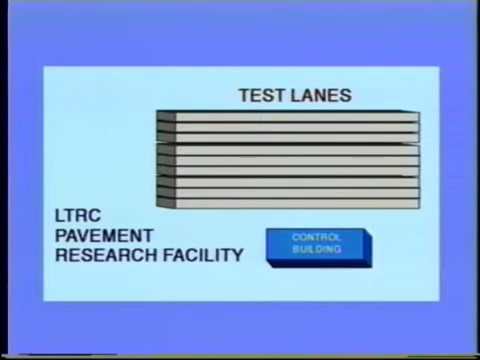 TEST LANES
LTRC
PAVEMENT
RESEARCH FACILITY
CONTROL
BUILDING